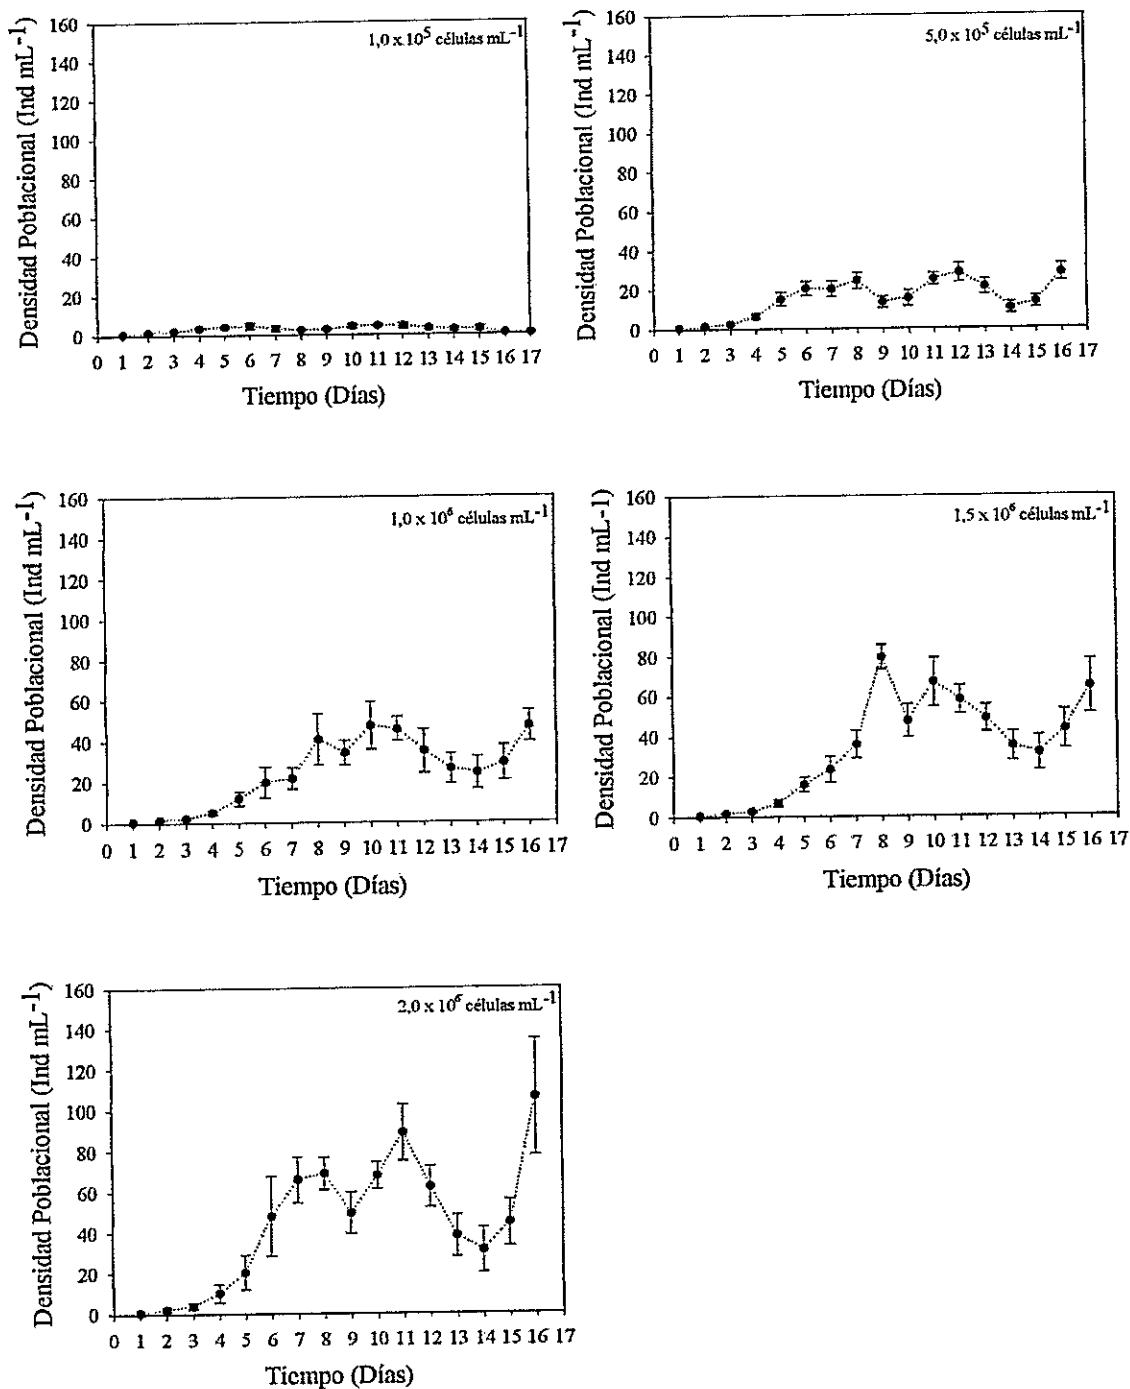 1,0 x 10⁵ células mL⁻¹
Densidad Poblacional (Ind mL⁻¹)
160
140
120
100
80
60
40
20
0
0 1 2 3 4 5 6 7 8 9 10 11 12 13 14 15 16 17
Tiempo (Días)
5,0 x 10⁵ células mL⁻¹
Densidad Poblacional (Ind mL⁻¹)
160
140
120
100
80
60
40
20
0
0 1 2 3 4 5 6 7 8 9 10 11 12 13 14 15 16 17
Tiempo (Días)
1,0 x 10⁶ células mL⁻¹
Densidad Poblacional (Ind mL⁻¹)
160
140
120
100
80
60
40
20
0
0 1 2 3 4 5 6 7 8 9 10 11 12 13 14 15 16 17
Tiempo (Días)
1,5 x 10⁶ células mL⁻¹
Densidad Poblacional (Ind mL-1)
160
140
120
100
80
60
40
20
0
0 1 2 3 4 5 6 7 8 9 10 11 12 13 14 15 16 17
Tiempo (Días)
2,0 x 10⁶ células mL⁻¹
Densidad Poblacional (Ind mL⁻¹)
160
140
120
100
80
60
40
20
0
0 1 2 3 4 5 6 7 8 9 10 11 12 13 14 15 16 17
Tiempo (Días)